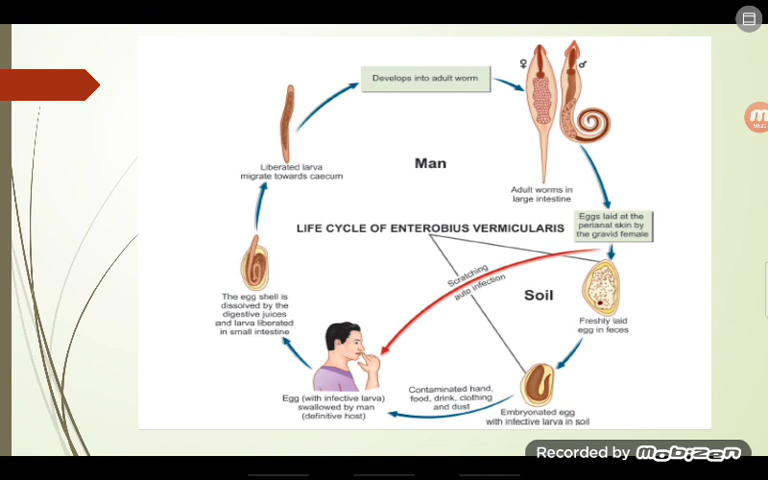 Develops into adult worm
♀
♂
Liberated larva
migrate towards caecum
Man
Adult worms in
large intestine
Eggs laid at the
perianal skin by
the gravid female
LIFE CYCLE OF ENTEROBIUS VERMICULARIS
Scratching
auto infection
Soil
The egg shell is
dissolved by the
digestive juices
and larva liberated
in small intestine
Freshly laid
egg in feces
Egg (with infective larva)
swallowed by man
(definitive host)
Contaminated hand,
food, drink, clothing
and dust
Embryonated egg
with infective larva in soil
Recorded by
MOBIZEN